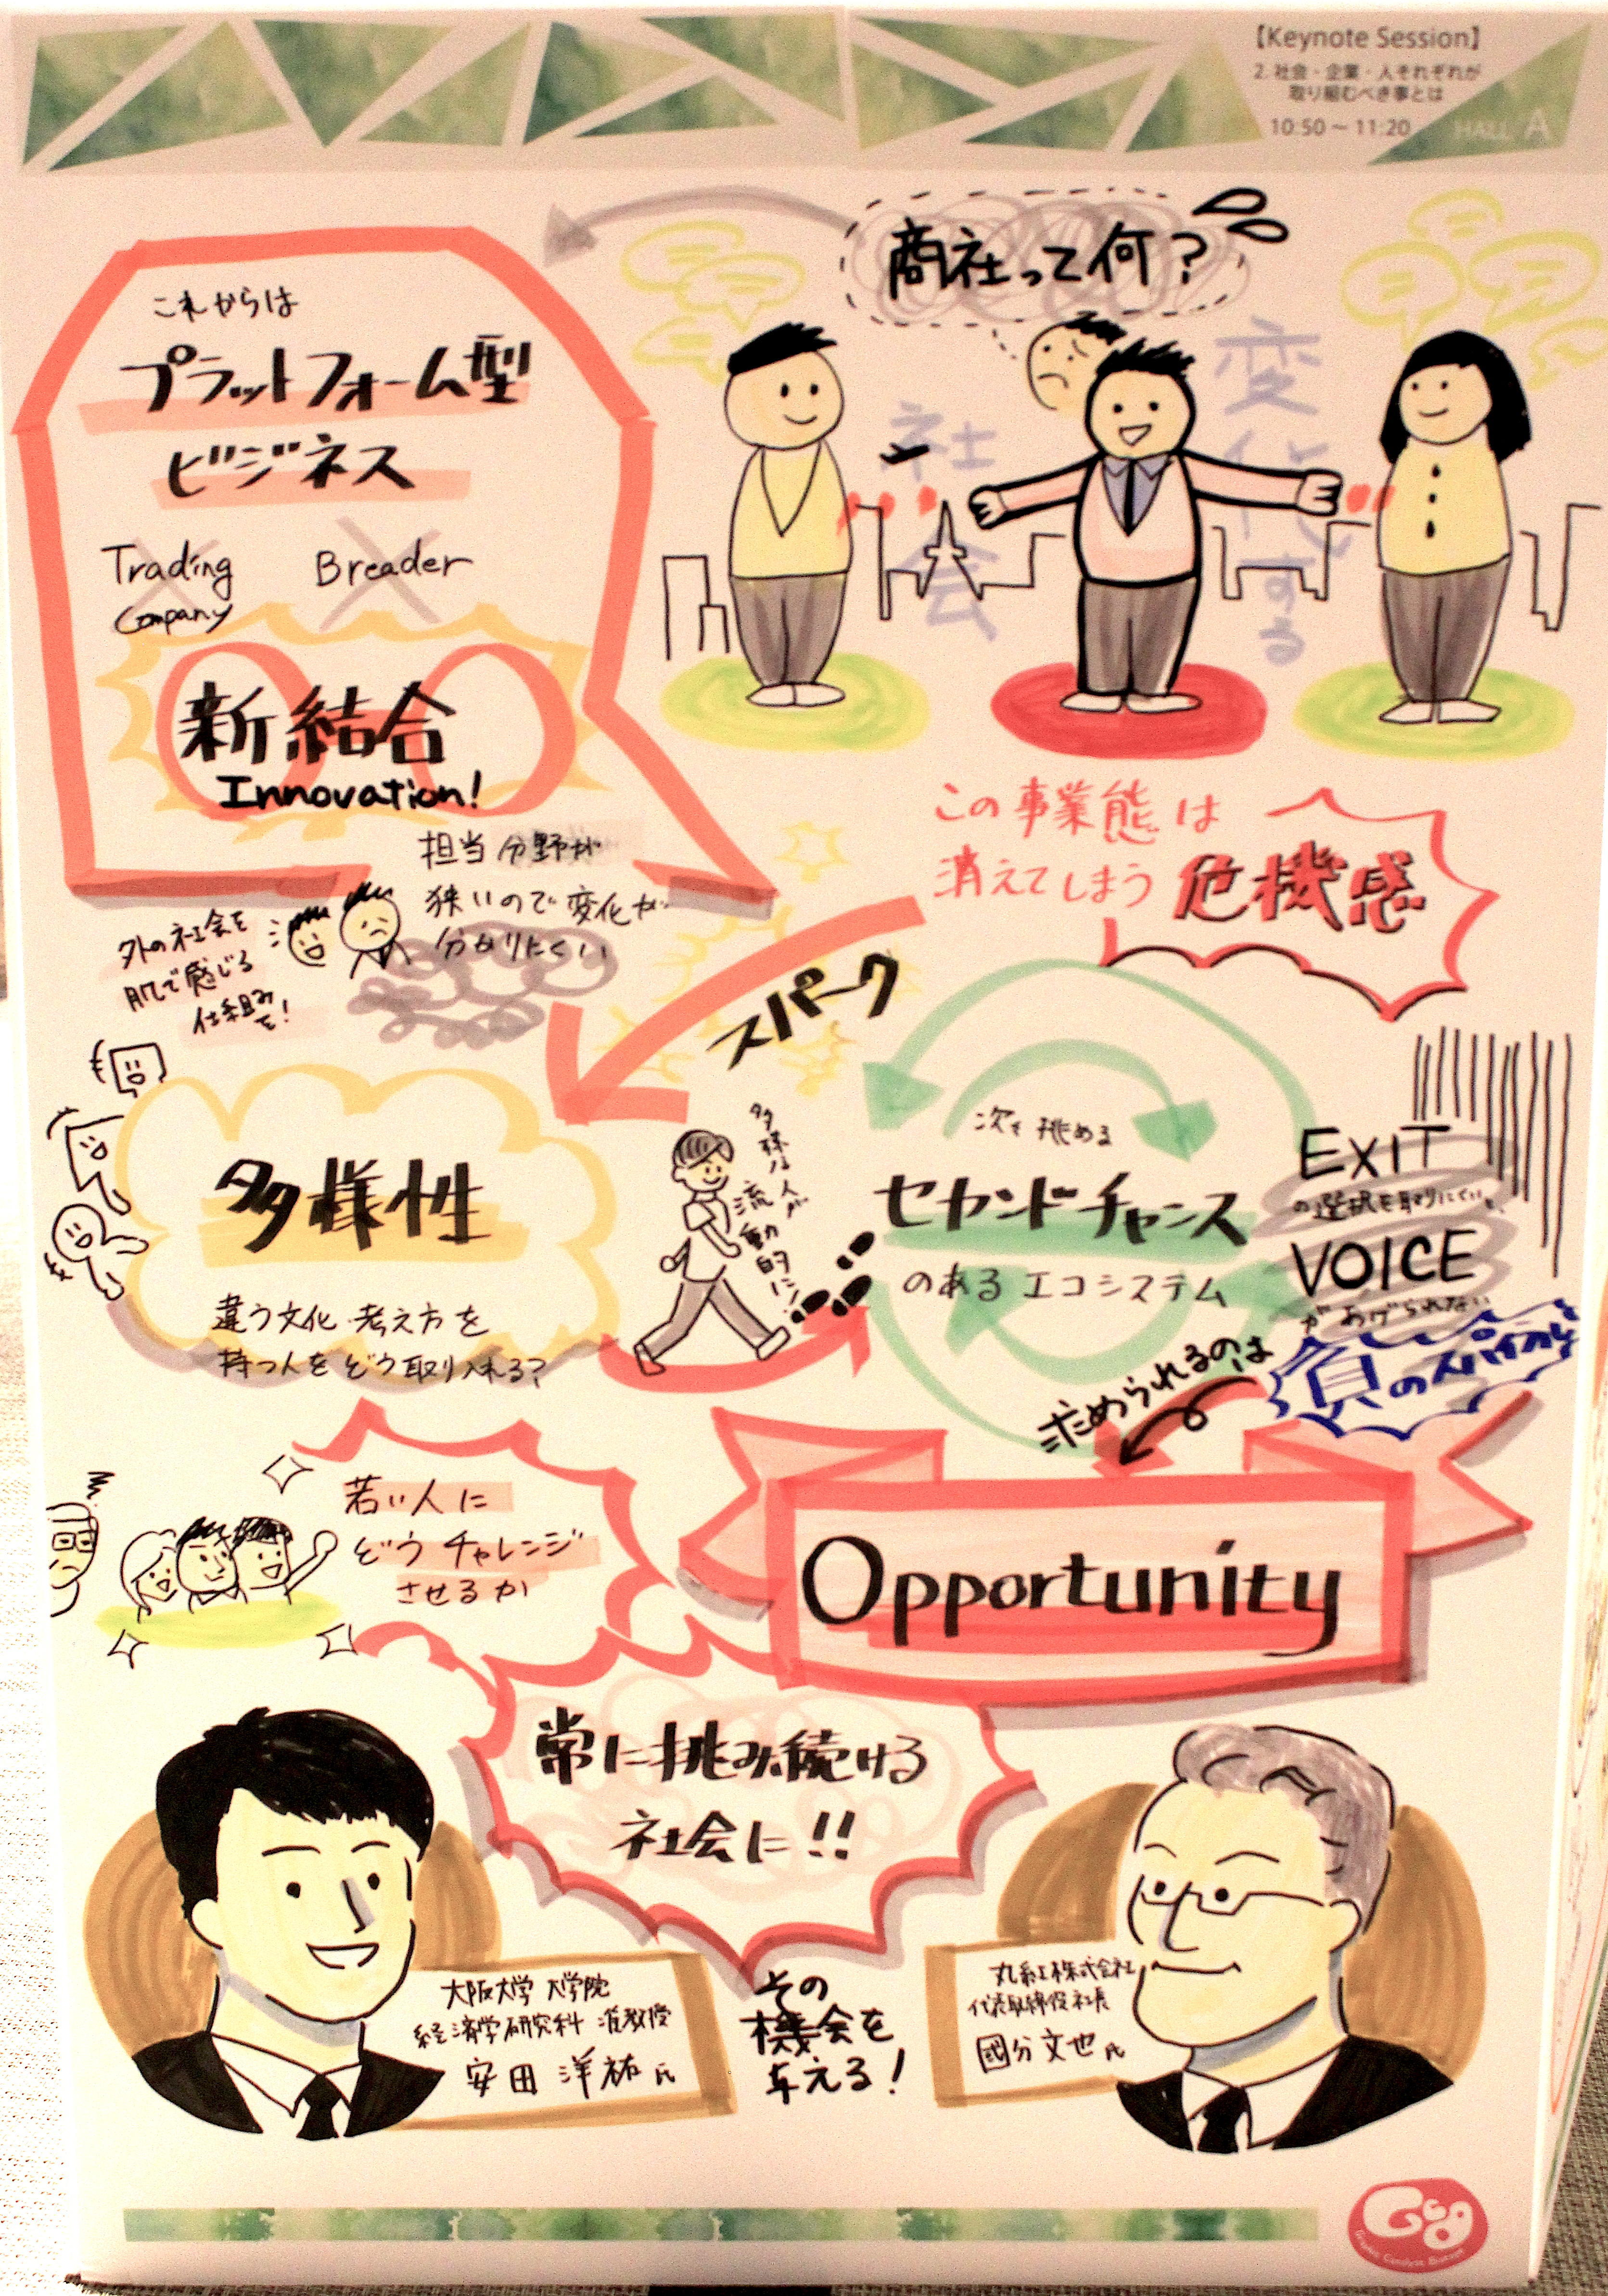 【Keynote Session】
2. 社会・企業・人それぞれが
取り組むべき事とは
10:50～11:20 HALL A
商社って何?
社会
変化する
これからは
プラットフォーム型
ビジネス
Trading
Company
Breader
新結合
Innovation!
この事業態は
消えてしまう 危機感
担当 分野が
狭いので変化が
分かりにくい
外の社会を
肌で感じる
仕組み
を!
スパーク
多様性
違う文化 考え方を
持つ人をどう取り入れる?
多様な人が
流動的に!
次を 挑める
セカンドチャンス
のある エコシステム
EXIT
の選択を取りにくい、
VOICE
があげられない
負のスパイラル
求められるのは
Opportunity
若い人に
どう チャレンジ
させるか
常に挑み続ける
社会に!!
大阪大学 大学院
経済学研究科 准教授
安田 洋祐 氏
その
機会を
与える!
丸紅株式会社
代表取締役社長
國分文也 氏
Gcg